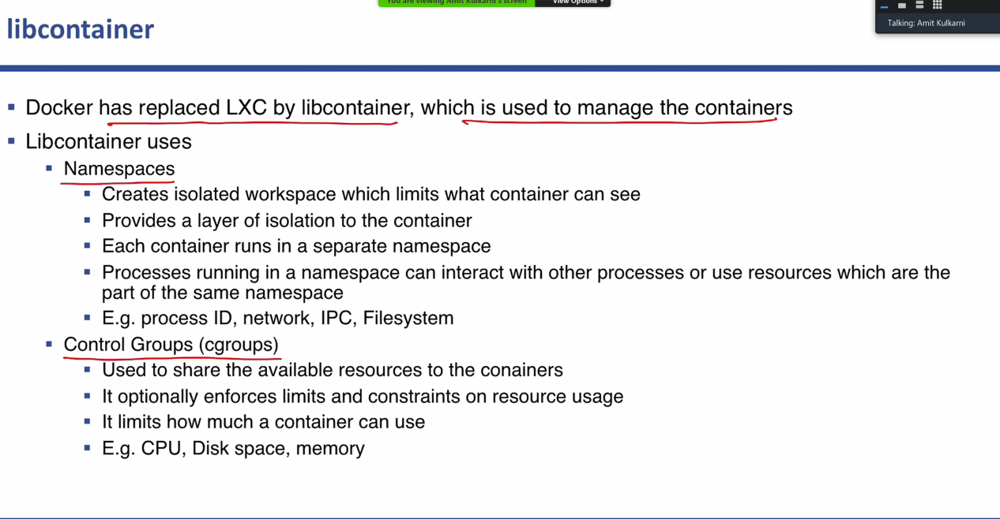 You are viewing Amit Kulkarni's screen
View Options
Talking: Amit Kulkarni
libcontainer
Docker has replaced LXC by libcontainer, which is used to manage the containers
Libcontainer uses
Namespaces
Creates isolated workspace which limits what container can see
Provides a layer of isolation to the container
Each container runs in a separate namespace
Processes running in a namespace can interact with other processes or use resources which are the
part of the same namespace
E.g. process ID, network, IPC, Filesystem
Control Groups (cgroups)
Used to share the available resources to the conainers
It optionally enforces limits and constraints on resource usage
It limits how much a container can use
E.g. CPU, Disk space, memory